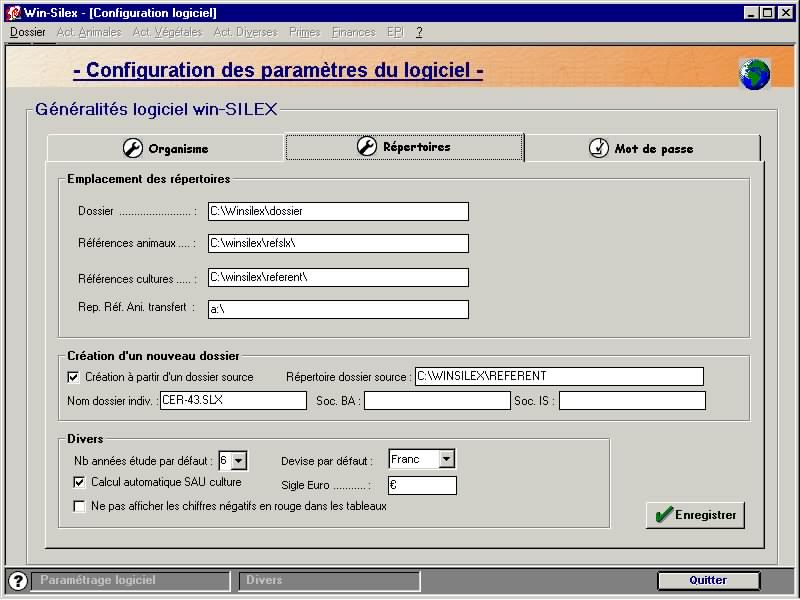 Win-Silex - [Configuration logiciel]
Dossier Act. Animales Act. Végétales Act. Diverses Primes Finances EPI ?
- Configuration des paramètres du logiciel -
Généralités logiciel win-SILEX
Organisme Répertoires Mot de passe
Emplacement des répertoires
Dossier ........................ : C:\Winsilex\dossier
Références animaux .... : C:\winsilex\refslx\
Références cultures ..... : C:\winsilex\referent\
Rep. Réf. Ani. transfert : a:\
Création d'un nouveau dossier
Création à partir d'un dossier source Répertoire dossier source : C:\WINSILEX\REFERENT
Nom dossier indiv. : CER-43.SLX Soc. BA : Soc. IS :
Divers
Nb années étude par défaut : 6 Devise par défaut : Franc
Calcul automatique SAU culture Sigle Euro ........... : €
Ne pas afficher les chiffres négatifs en rouge dans les tableaux
Enregistrer
? Paramétrage logiciel Divers Quitter